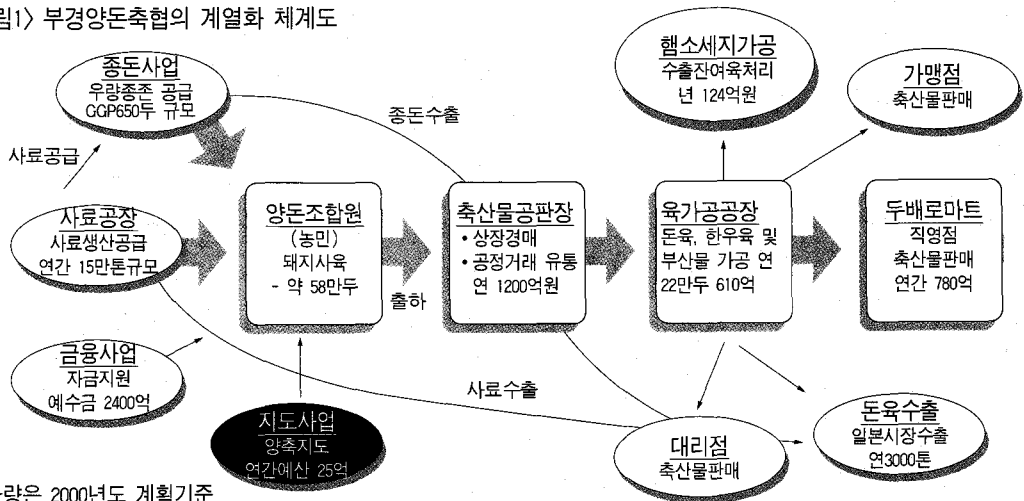 림1〉 부경양돈축협의 계열화 체계도
종돈사업
우량종돈 공급
GGP650두 규모
종돈수출
햄소세지가공
수출잔여육처리
년 124억원
가맹점
축산물판매
사료공급
사료공장
사료생산공급
연간 15만톤규모
양돈조합원
(농민)
돼지사육
- 약 58만두
출하
축산물공판장
• 상장경매
• 공정거래 유통
연 1200억원
육가공공장
돈육, 한우육 및
부산물 가공 연
22만두 610억
두배로마트
직영점
축산물판매
연간 780억
금융사업
자금지원
예수금 2400억
지도사업
양축지도
연간예산 25억
사료수출
대리점
축산물판매
돈육수출
일본시장수출
연3000톤
량은 2000년도 계획기준